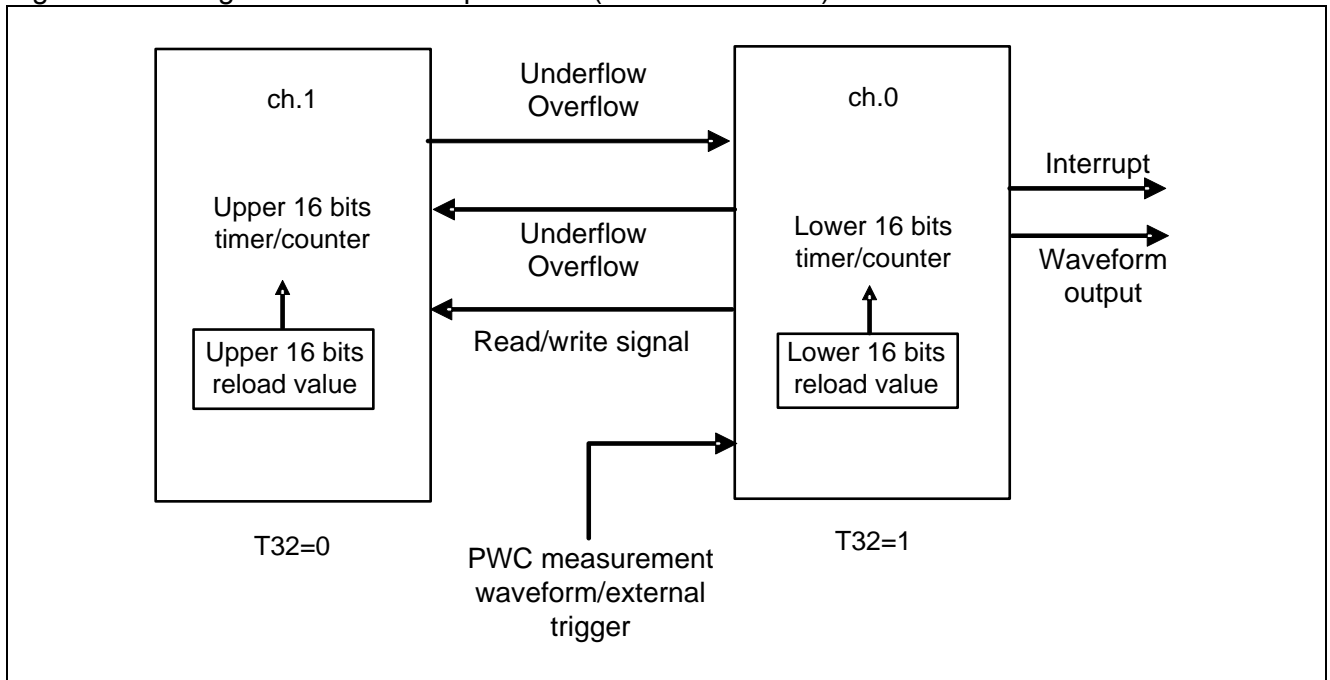 ch.1
Upper 16 bits
timer/counter
Upper 16 bits
reload value
T32=0
Underflow
Overflow
Underflow
Overflow
Read/write signal
PWC measurement
waveform/external
trigger
ch.0
Lower 16 bits
timer/counter
Lower 16 bits
reload value
T32=1
Interrupt
Waveform
output